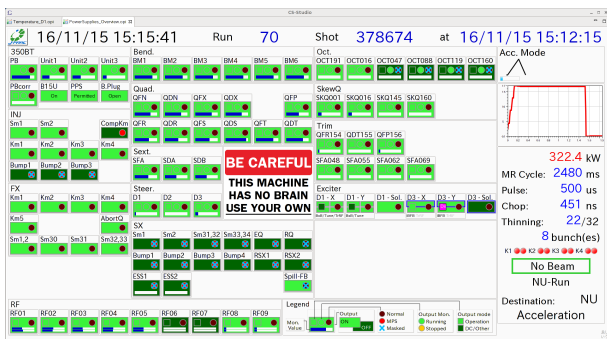 CS-Studio
Temperature_D1.opi PowerSupplies_Overview.opi
16/11/15 15:15:41 Run 70 Shot 378674 at 16/11/15 15:12:15
350BT
PB Unit1 Unit2 Unit3
PBcorr B15U PPS B.Plug
On Permitted Open
INJ
Sm1 Sm2 CompKm
Km1 Km2 Km3 Km4
Bump1 Bump2 Bump3
FX
Km1 Km2 Km3 Km4
Km5 AbortQ
Sm1,2 Sm30 Sm31 Sm32,33
RF
RF01 RF02 RF03 RF04 RF05 RF06 RF07 RF08 RF09
Bend.
BM1 BM2 BM3 BM4 BM5 BM6
Quad.
QFN QDN QFX QDX QFP
QFR QDR QFS QDS QFT QDT
Sext.
SFA SDA SDB
Steer.
D1 D2 D3
SX
Sm1 Sm2 Sm31,32 Sm33,34 EQ RQ
Bump1 Bump2 Bump3 Bump4 RSX1 RSX2
ESS1 ESS2 Spill-FB
BE CAREFUL
THIS MACHINE
HAS NO BRAIN
USE YOUR OWN
Oct.
OCT191 OCT016 OCT047 OCT088 OCT119 OCT160
SkewQ
SKQ001 SKQ016 SKQ145 SKQ160
Trim
QFR154 QDT155 QFP156
SFA048 SFA055 SFA062 SFA069
Exciter
D1 - X D1 - Y D1 - Sol. D3 - X D3 - Y D3 - Sol.
Legend
Mon. Value
Output
ON OFF
Normal
MPS
Masked
Output Mon.
Running
Stopped
Output mode
Operation
DC/Other
Acc. Mode
322.4 kW
MR Cycle: 2480 ms
Pulse: 500 us
Chop: 451 ns
Thinning: 22/32
8 bunch(es)
K1 K2 K3 K4
No Beam
NU-Run
Destination: NU
Acceleration